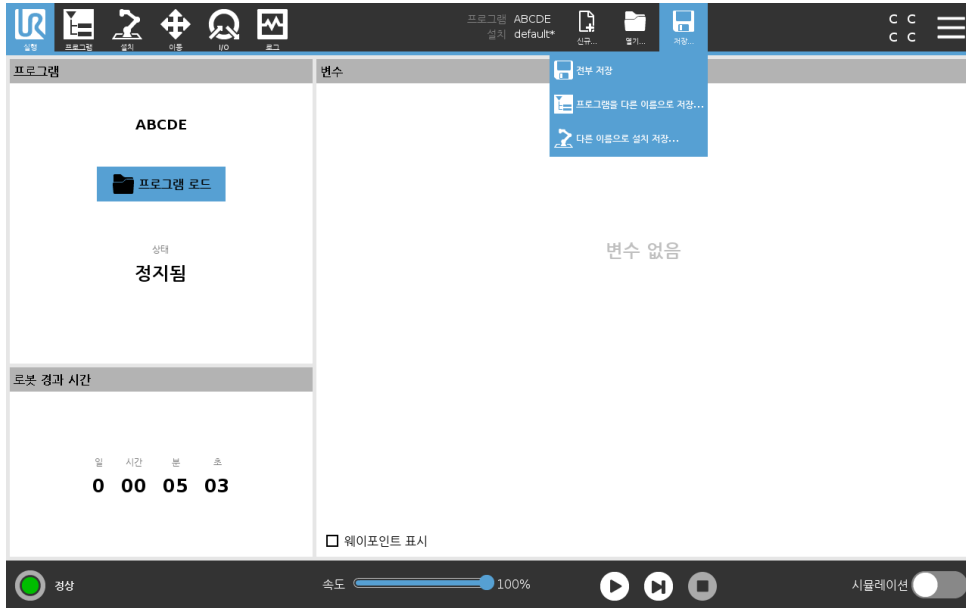 UR
실행
프로그램
설치
이동
I/O
로그
프로그램 ABCDE
설치 default*
신규...
열기...
저장...
C C
C C
전부 저장
프로그램을 다른 이름으로 저장...
다른 이름으로 설치 저장...
프로그램
ABCDE
프로그램 로드
상태
정지됨
로봇 경과 시간
일 시간 분 초
0 00 05 03
변수
변수 없음
웨이포인트 표시
정상
속도 100%
시뮬레이션